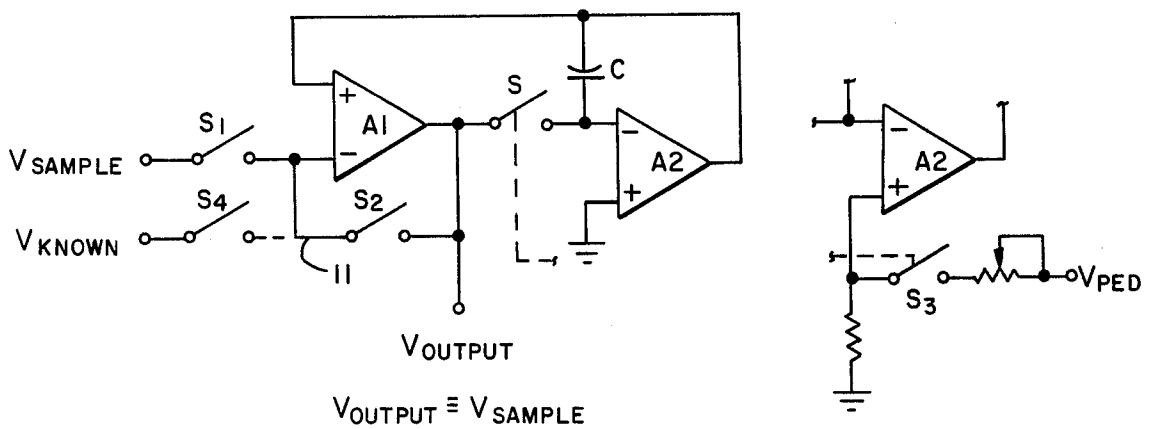 C
S
+
A1
−
S1
VSAMPLE
−
A2
+
−
A2
+
S4
S2
VKNOWN
11
S3
VPED
VOUTPUT
VOUTPUT ≡ VSAMPLE